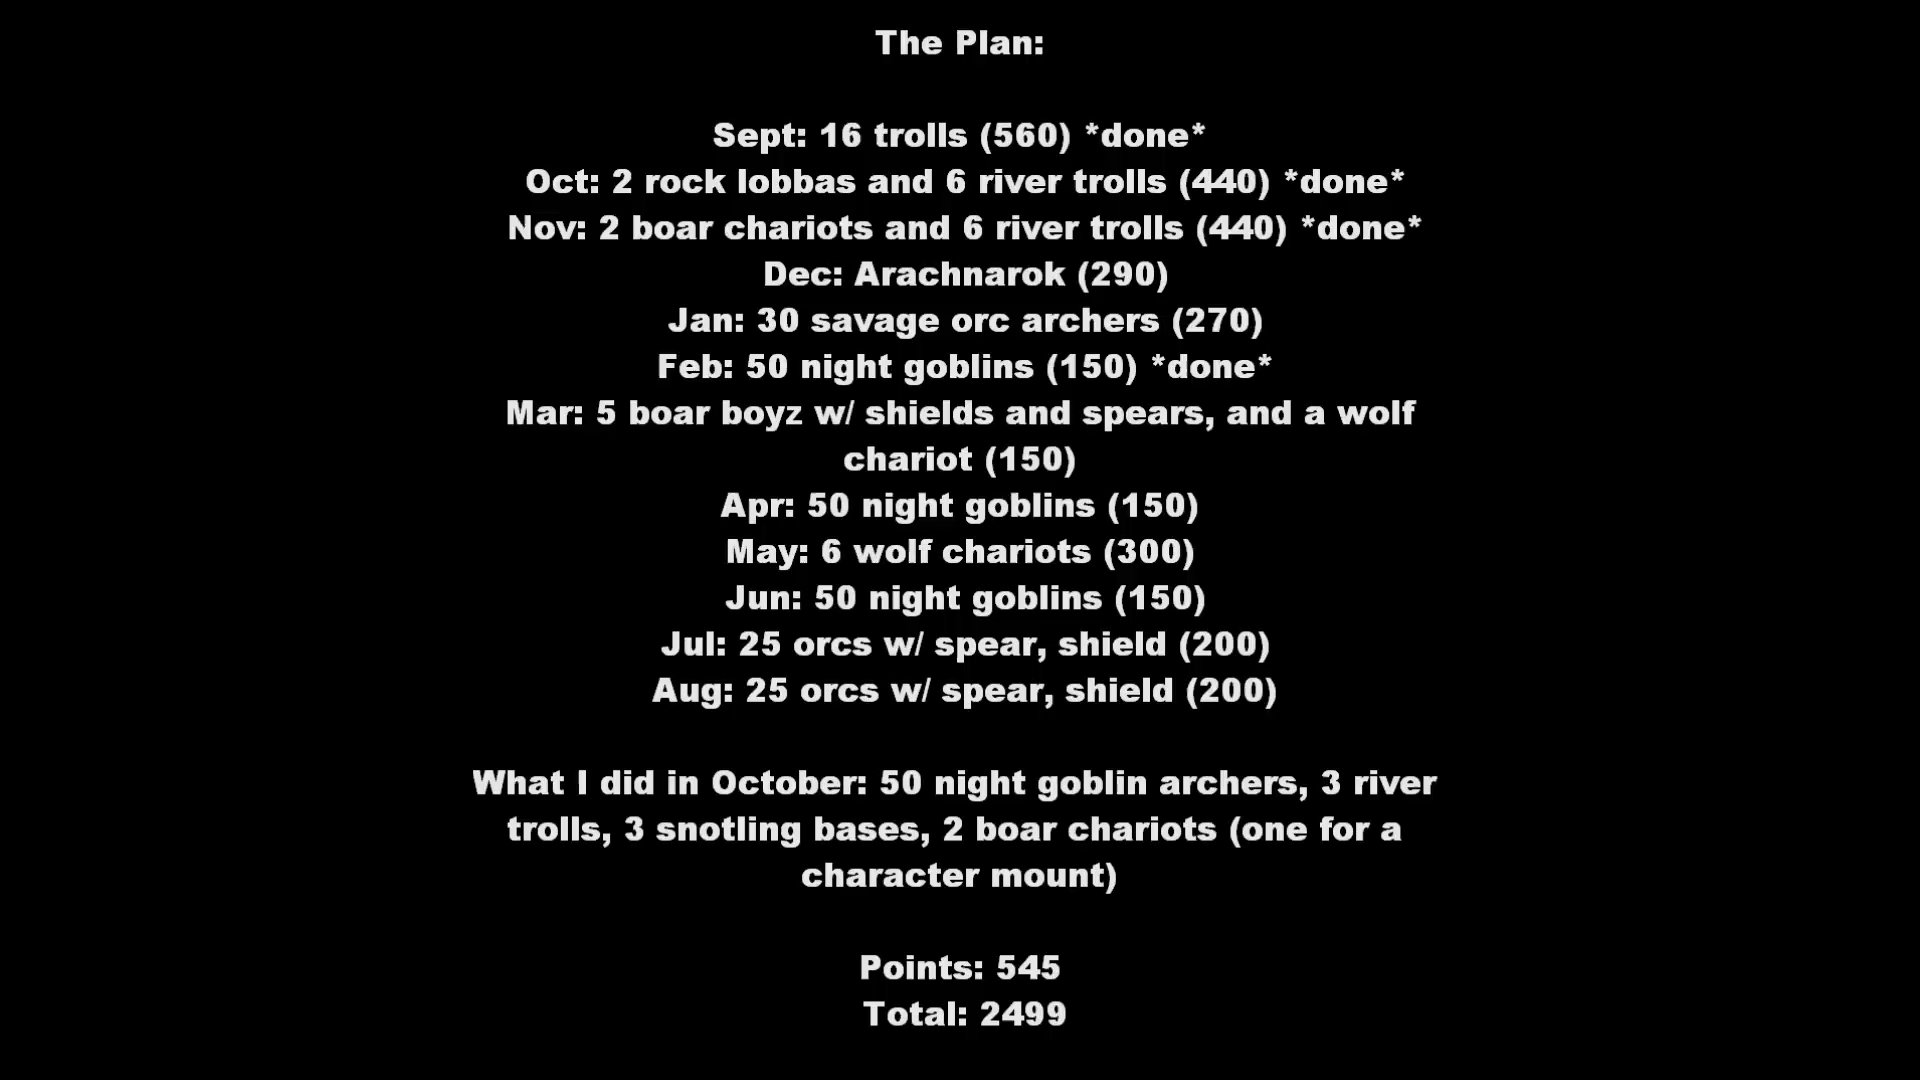 The Plan:
Sept: 16 trolls (560) *done*
Oct: 2 rock lobbas and 6 river trolls (440) *done*
Nov: 2 boar chariots and 6 river trolls (440) *done*
Dec: Arachnarok (290)
Jan: 30 savage orc archers (270)
Feb: 50 night goblins (150) *done*
Mar: 5 boar boyz w/ shields and spears, and a wolf
chariot (150)
Apr: 50 night goblins (150)
May: 6 wolf chariots (300)
Jun: 50 night goblins (150)
Jul: 25 orcs w/ spear, shield (200)
Aug: 25 orcs w/ spear, shield (200)
What I did in October: 50 night goblin archers, 3 river
trolls, 3 snotling bases, 2 boar chariots (one for a
character mount)
Points: 545
Total: 2499